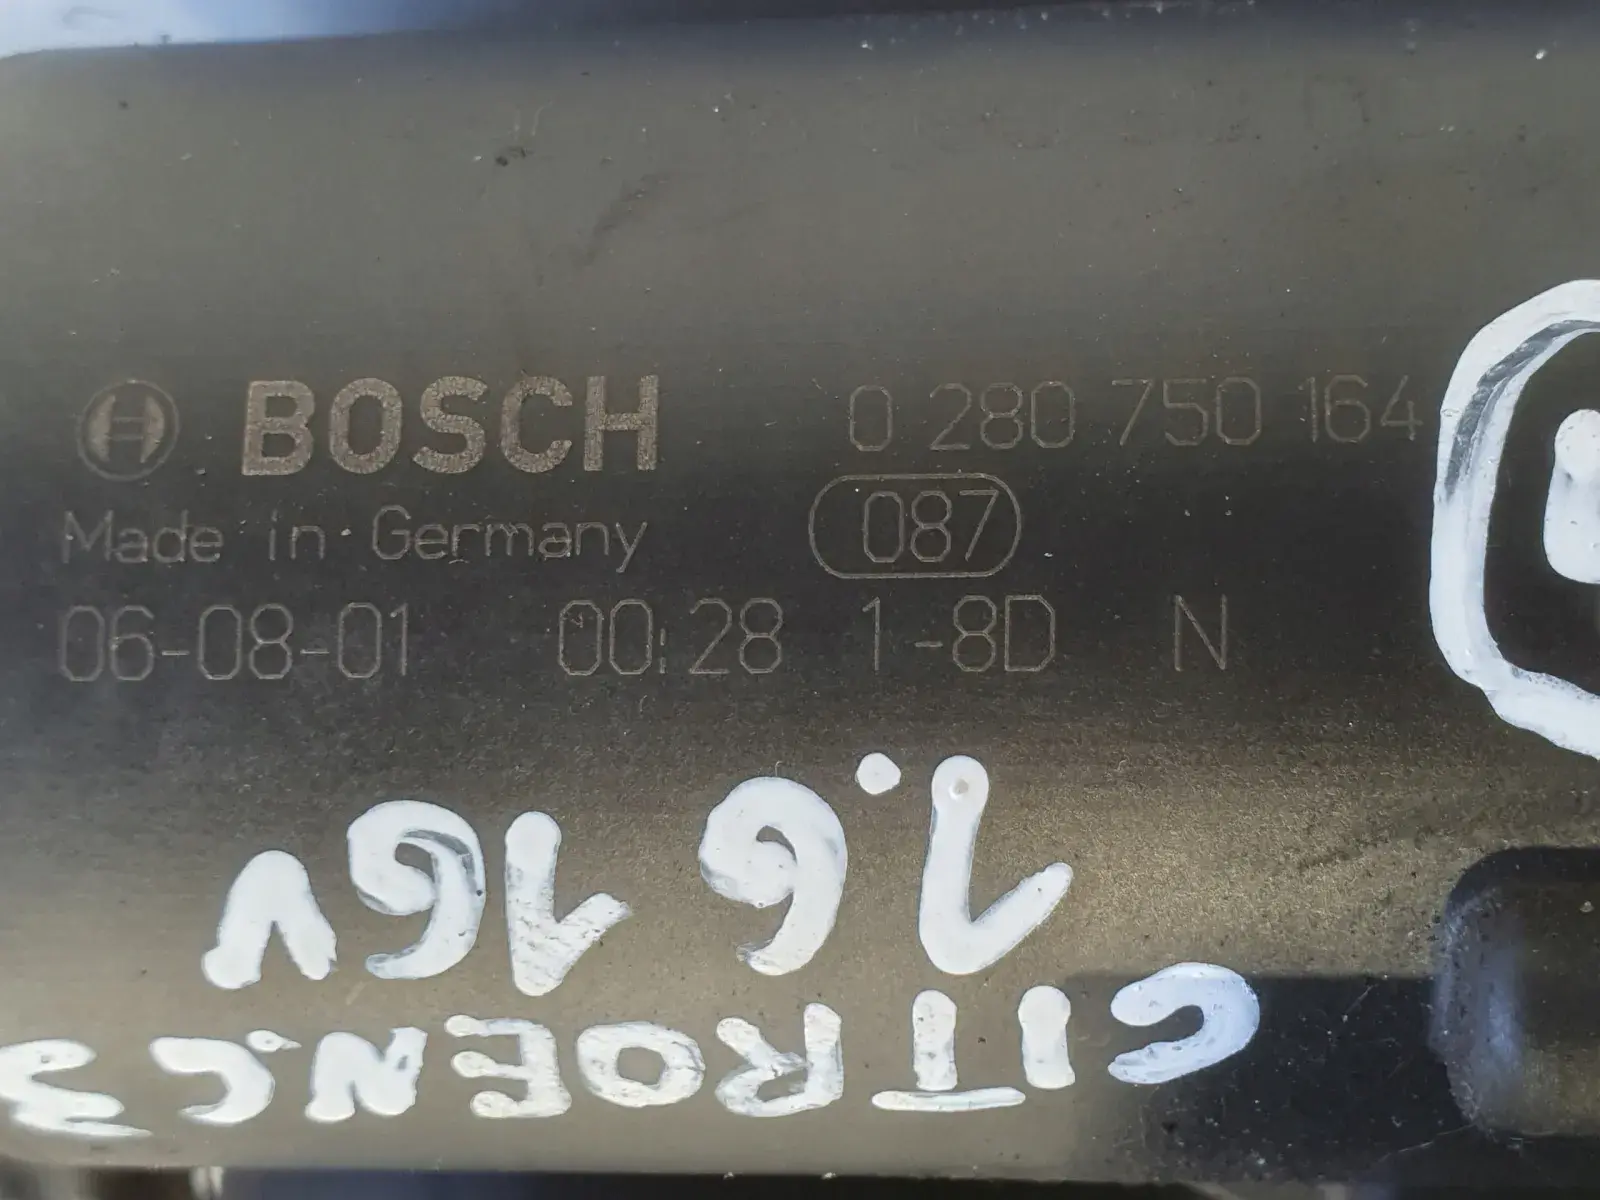 BOSCH 0 280 750 164
Made in Germany 087
06-08-01 00:28 1-8D N
CITROEN C3
1.6 16V